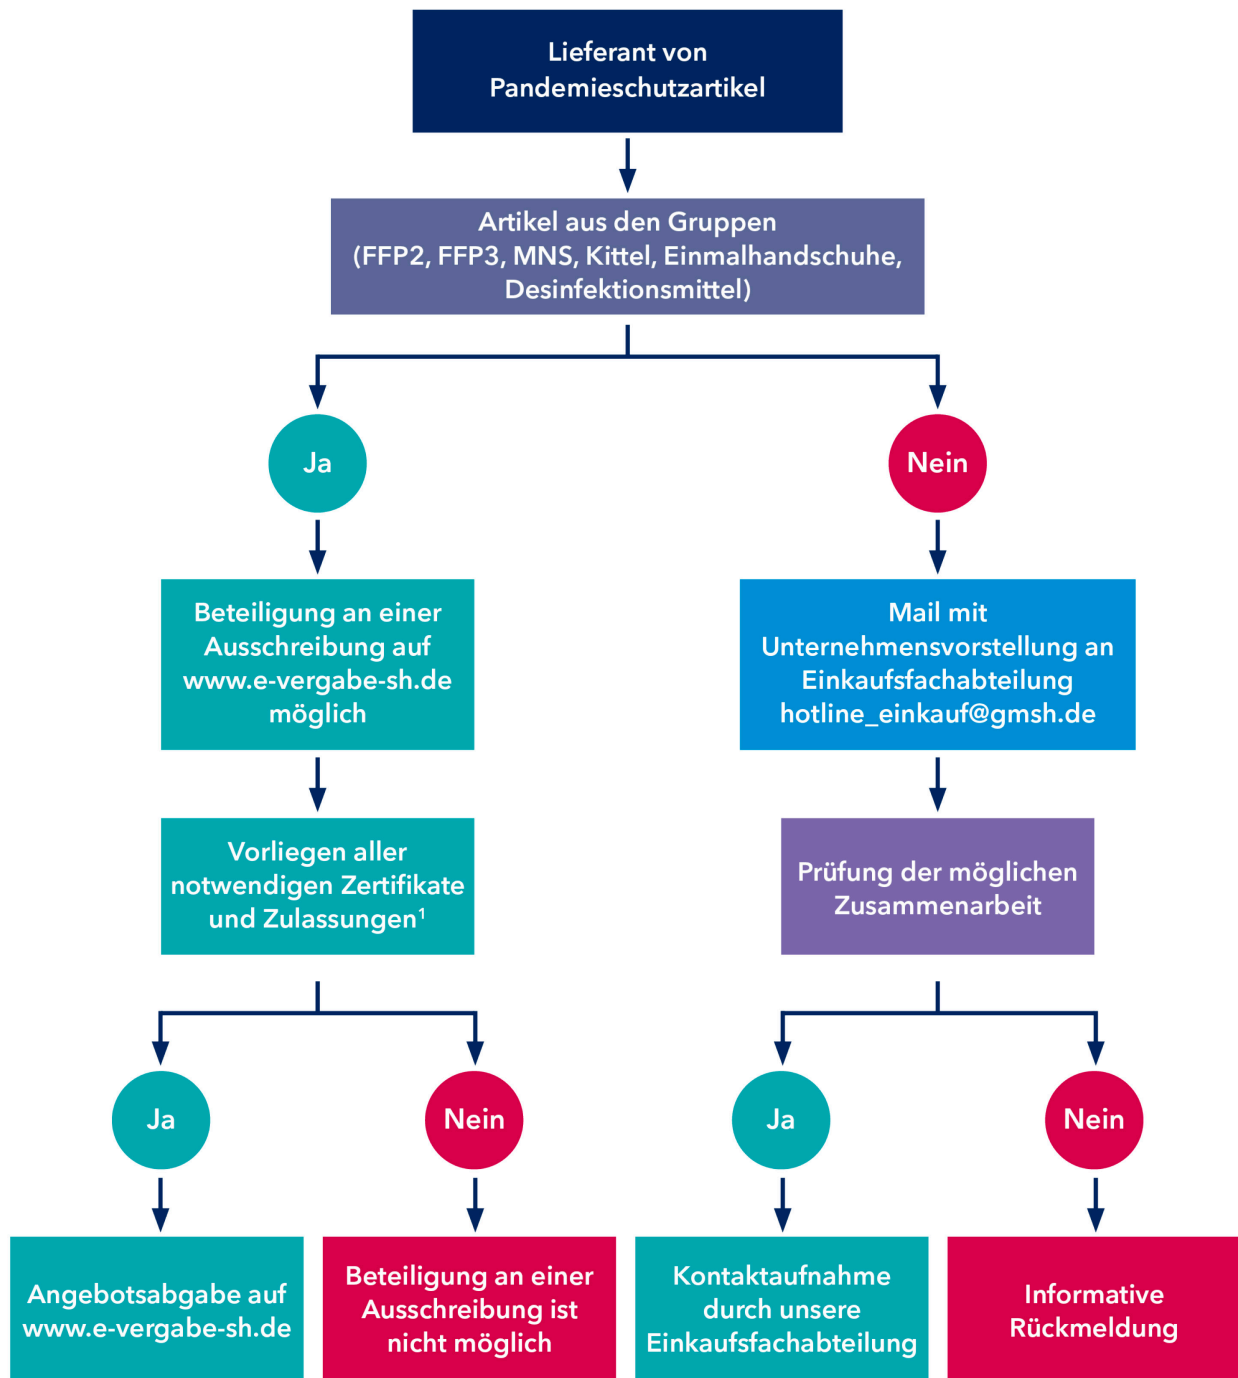 Lieferant von
Pandemieschutzartikel
Artikel aus den Gruppen
(FFP2, FFP3, MNS, Kittel, Einmalhandschuhe,
Desinfektionsmittel)
Ja
Nein
Beteiligung an einer
Ausschreibung auf
www.e-vergabe-sh.de
möglich
Mail mit
Unternehmensvorstellung an
Einkaufsfachabteilung
hotline_einkauf@gmsh.de
Vorliegen aller
notwendigen Zertifikate
und Zulassungen¹
Prüfung der möglichen
Zusammenarbeit
Ja
Nein
Ja
Nein
Angebotsabgabe auf
www.e-vergabe-sh.de
Beteiligung an einer
Ausschreibung ist
nicht möglich
Kontaktaufnahme
durch unsere
Einkaufsfachabteilung
Informative
Rückmeldung